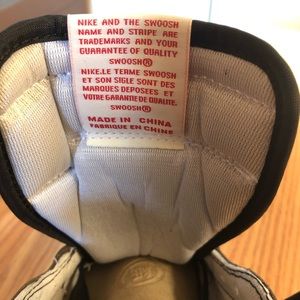 NIKE AND THE SWOOSH
NAME AND STRIPE ARE
TRADEMARKS AND YOUR
GUARANTEE OF QUALITY
SWOOSH®
NIKE.LE TERME SWOOSH
ET SON SIGLE SONT DES
MARQUES DEPOSEES ET
VOTRE GARANTIE DE QUALITE.
SWOOSH®
MADE IN CHINA
FABRIQUE EN CHINE